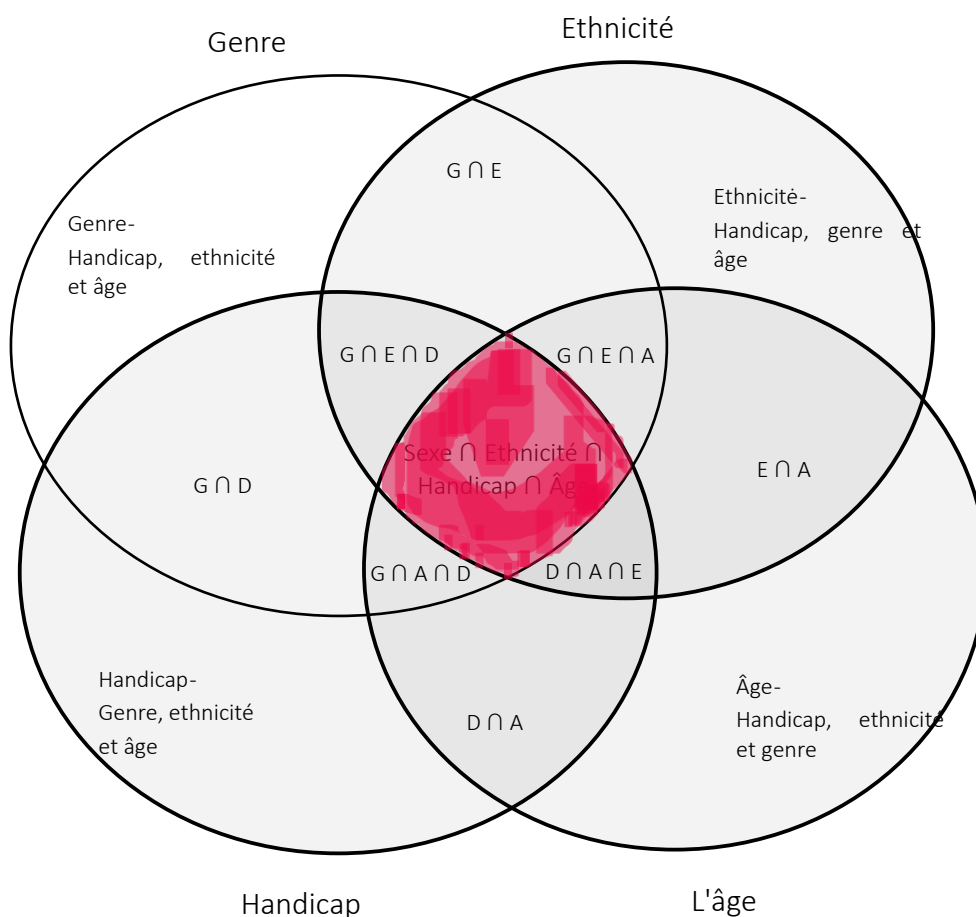 Genre
Ethnicité
G ∩ E
Genre-
Handicap, ethnicité
et âge
Ethnicité-
Handicap, genre et
âge
G ∩ E ∩ D
G ∩ E ∩ A
Sexe ∩ Ethnicité ∩
Handicap ∩ Âge
G ∩ D
E ∩ A
G ∩ A ∩ D
D ∩ A ∩ E
Handicap-
Genre, ethnicité
et âge
D ∩ A
Âge-
Handicap, ethnicité
et genre
Handicap
L'âge